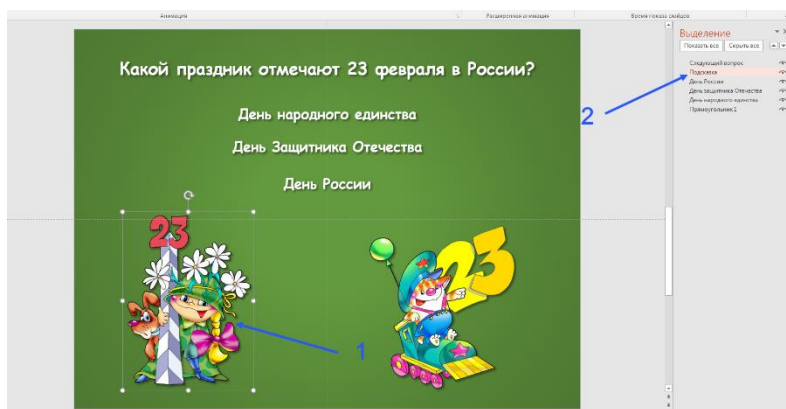 Анимация
Расширенная анимация
Время показа слайдов
Выделение
Показать все
Скрыть все
Следующий вопрос
Подсказка
День России
День защитника Отечества
День народного единства
Прямоугольник 1
Какой праздник отмечают 23 февраля в России?
День народного единства
День Защитника Отечества
День России
2
23
23
1